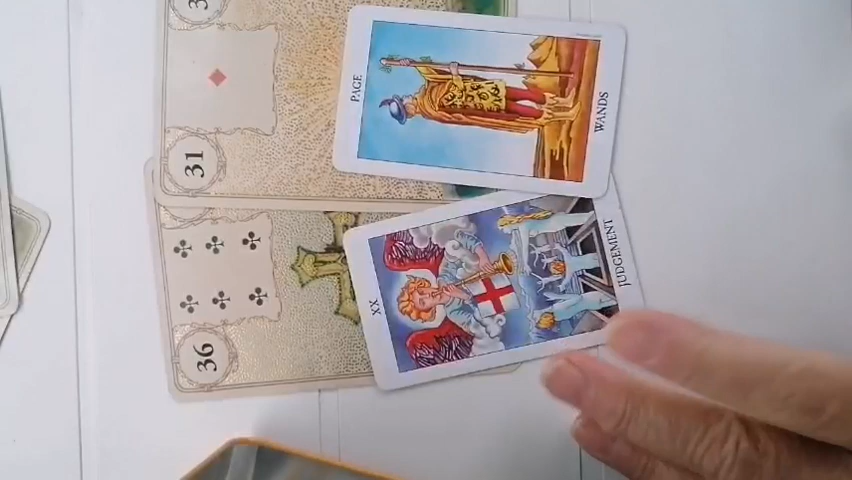 PAGE
WANDS
31
XX
JUDGEMENT
36